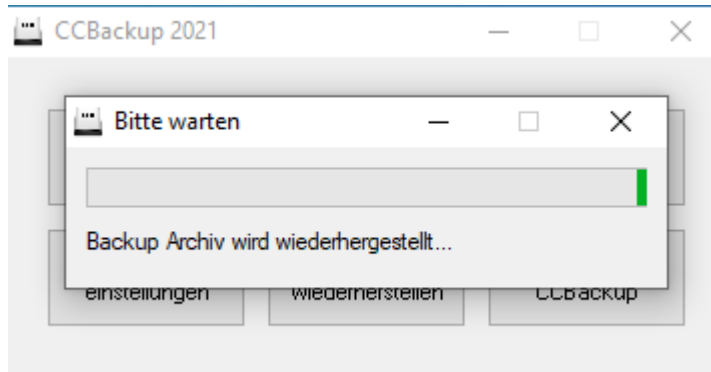 CCBackup 2021
Bitte warten
Backup Archiv wird wiederhergestellt...
einstellungen
wiederherstellen
CCBackup